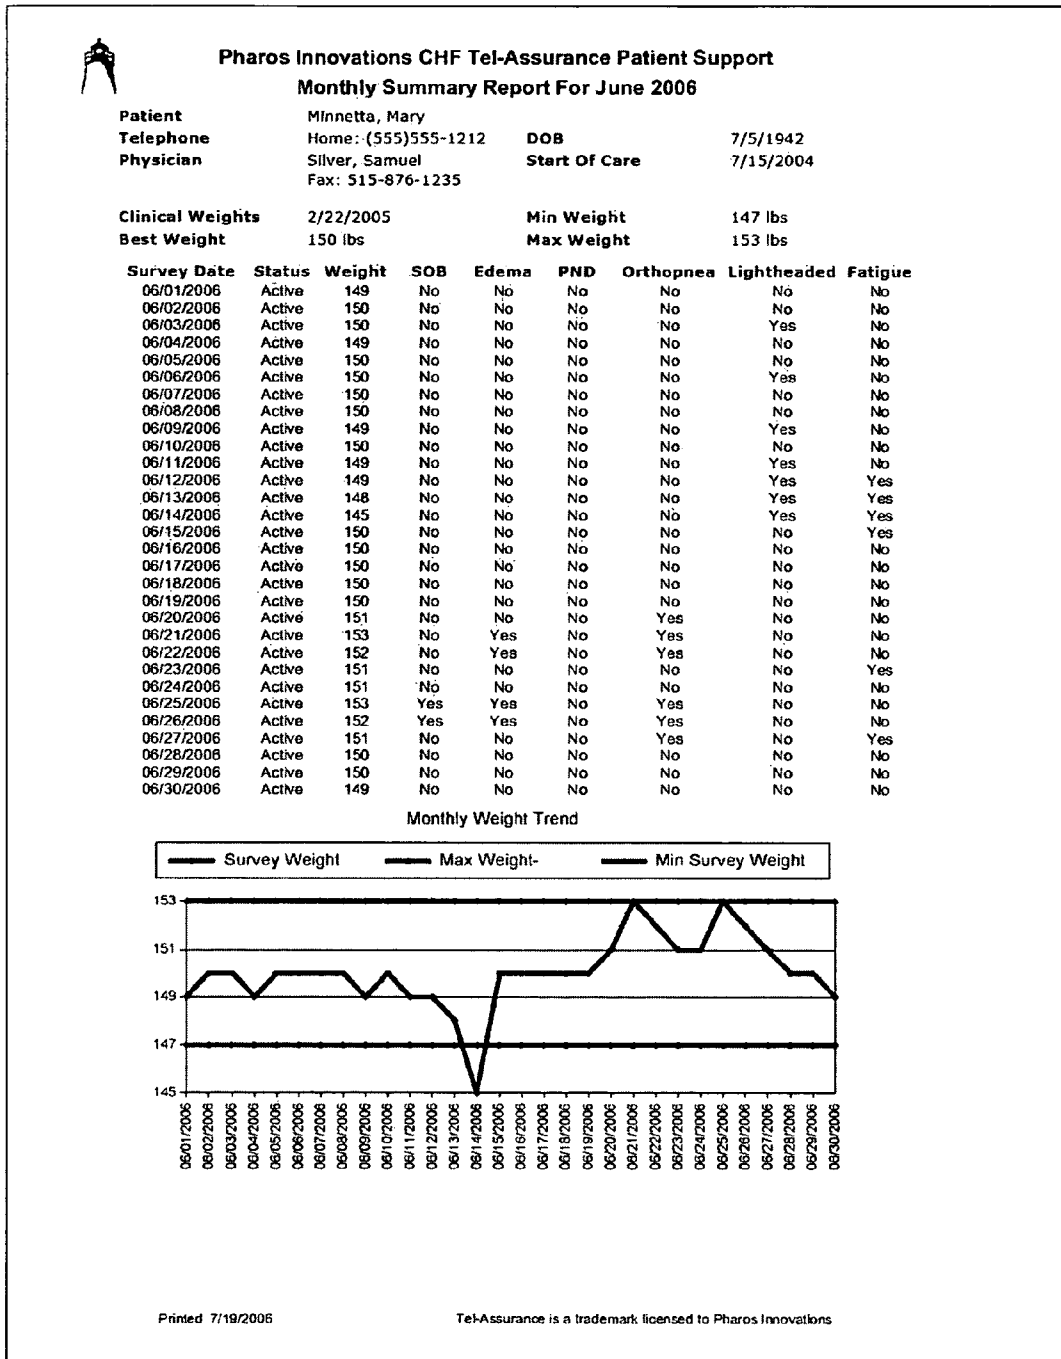 Pharos Innovations CHF Tel-Assurance Patient Support
Monthly Summary Report For June 2006
Patient Minnetta, Mary
Telephone Home: (555)555-1212 DOB 7/5/1942
Physician Silver, Samuel Start Of Care 7/15/2004
Fax: 515-876-1235
Clinical Weights 2/22/2005 Min Weight 147 lbs
Best Weight 150 lbs Max Weight 153 lbs
Survey Date Status Weight SOB Edema PND Orthopnea Lightheaded Fatigue
06/01/2006 Active 149 No No No No No No
06/02/2006 Active 150 No No No No No No
06/03/2006 Active 150 No No No No Yes No
06/04/2006 Active 149 No No No No No No
06/05/2006 Active 150 No No No No No No
06/06/2006 Active 150 No No No No Yes No
06/07/2006 Active 150 No No No No No No
06/08/2006 Active 150 No No No No No No
06/09/2006 Active 149 No No No No Yes No
06/10/2006 Active 150 No No No No No No
06/11/2006 Active 149 No No No No Yes No
06/12/2006 Active 149 No No No No Yes Yes
06/13/2006 Active 148 No No No No Yes Yes
06/14/2006 Active 145 No No No No Yes Yes
06/15/2006 Active 150 No No No No No Yes
06/16/2006 Active 150 No No No No No No
06/17/2006 Active 150 No No No No No No
06/18/2006 Active 150 No No No No No No
06/19/2006 Active 150 No No No No No No
06/20/2006 Active 151 No No No Yes No No
06/21/2006 Active 153 No Yes No Yes No No
06/22/2006 Active 152 No Yes No Yes No No
06/23/2006 Active 151 No No No No No Yes
06/24/2006 Active 151 No No No No No No
06/25/2006 Active 153 Yes Yes No Yes No No
06/26/2006 Active 152 Yes Yes No Yes No No
06/27/2006 Active 151 No No No Yes No Yes
06/28/2006 Active 150 No No No No No No
06/29/2006 Active 150 No No No No No No
06/30/2006 Active 149 No No No No No No
Monthly Weight Trend
Survey Weight Max Weight- Min Survey Weight
153
151
149
147
145
06/01/2006
06/02/2006
06/03/2006
06/04/2006
06/05/2006
06/06/2006
06/07/2006
06/08/2006
06/09/2006
06/10/2006
06/11/2006
06/12/2006
06/13/2006
06/14/2006
06/15/2006
06/16/2006
06/17/2006
06/18/2006
06/19/2006
06/20/2006
06/21/2006
06/22/2006
06/23/2006
06/24/2006
06/25/2006
06/26/2006
06/27/2006
06/28/2006
06/29/2006
06/30/2006
Printed 7/19/2006 Tel-Assurance is a trademark licensed to Pharos Innovations